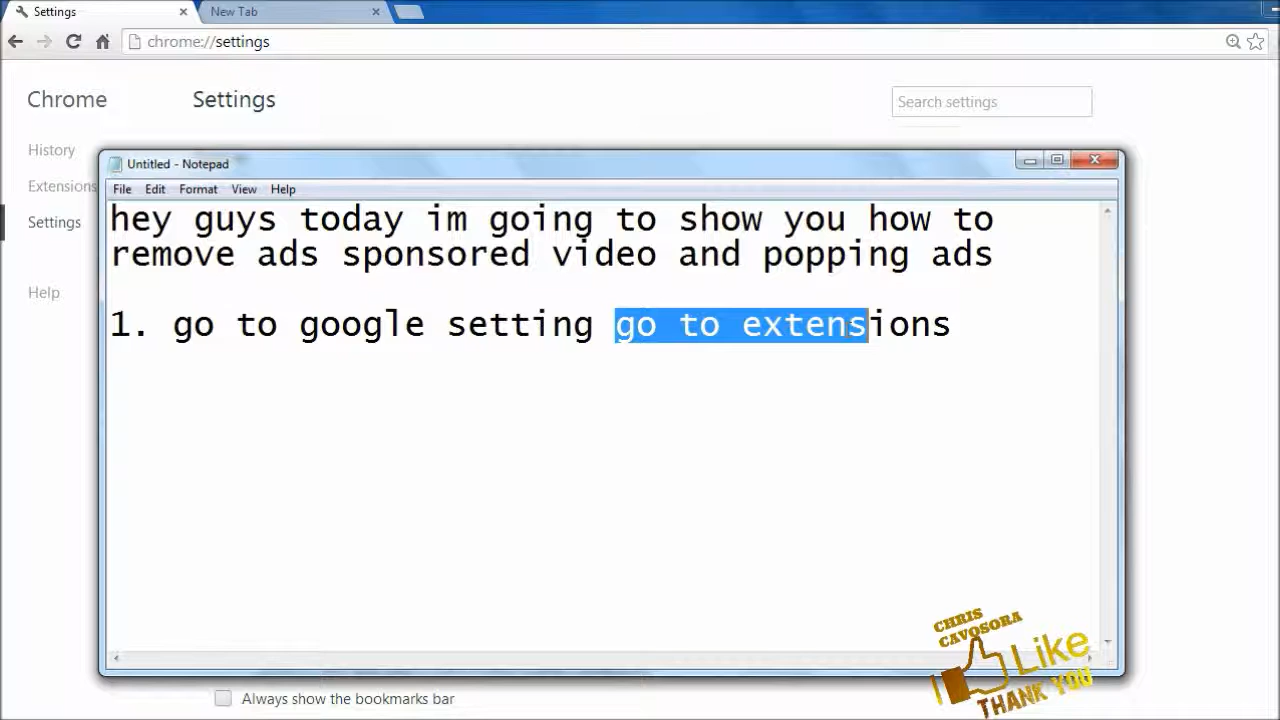 Settings
New Tab
chrome://settings
Chrome
Settings
Search settings
History
Extensions
Settings
Help
Untitled - Notepad
File Edit Format View Help
hey guys today im going to show you how to
remove ads sponsored video and popping ads
1. go to google setting go to extensions
CHRIS
CAVOSORA
Like
THANK YOU
Always show the bookmarks bar